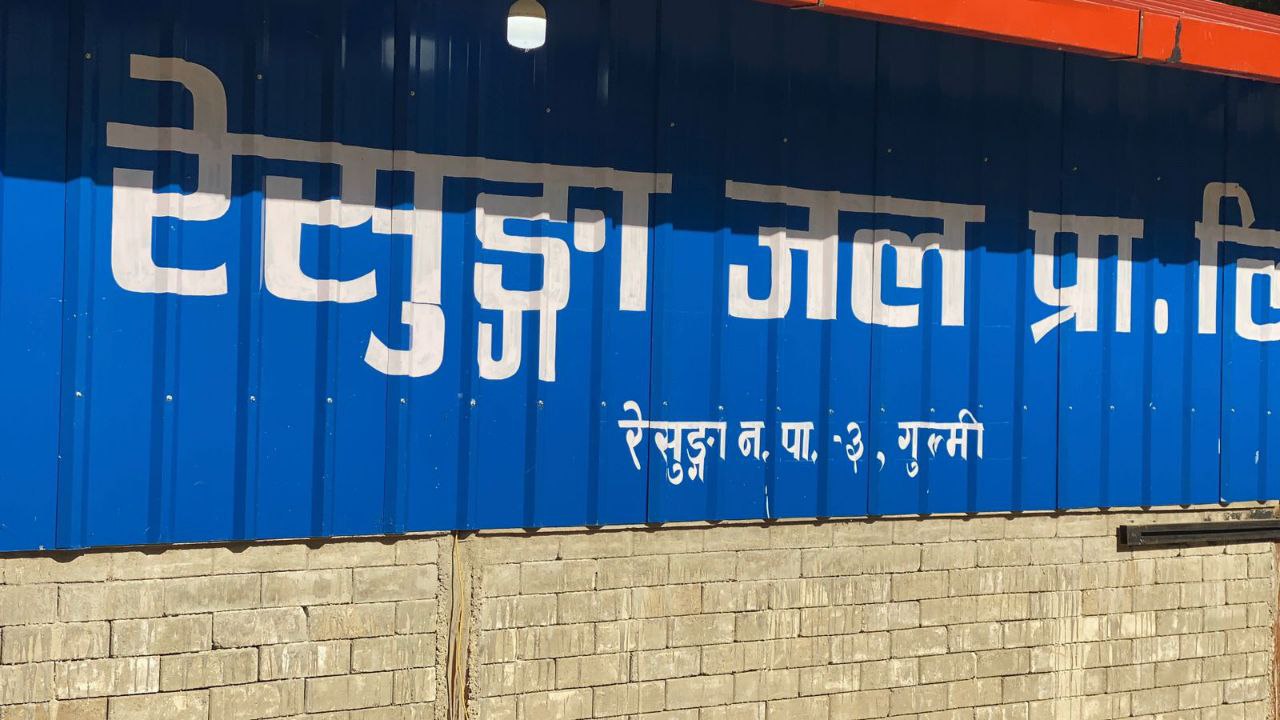 रेसुङ्गा जल प्रा.लि
रेसुङ्गा न.पा.-३, गुल्मी